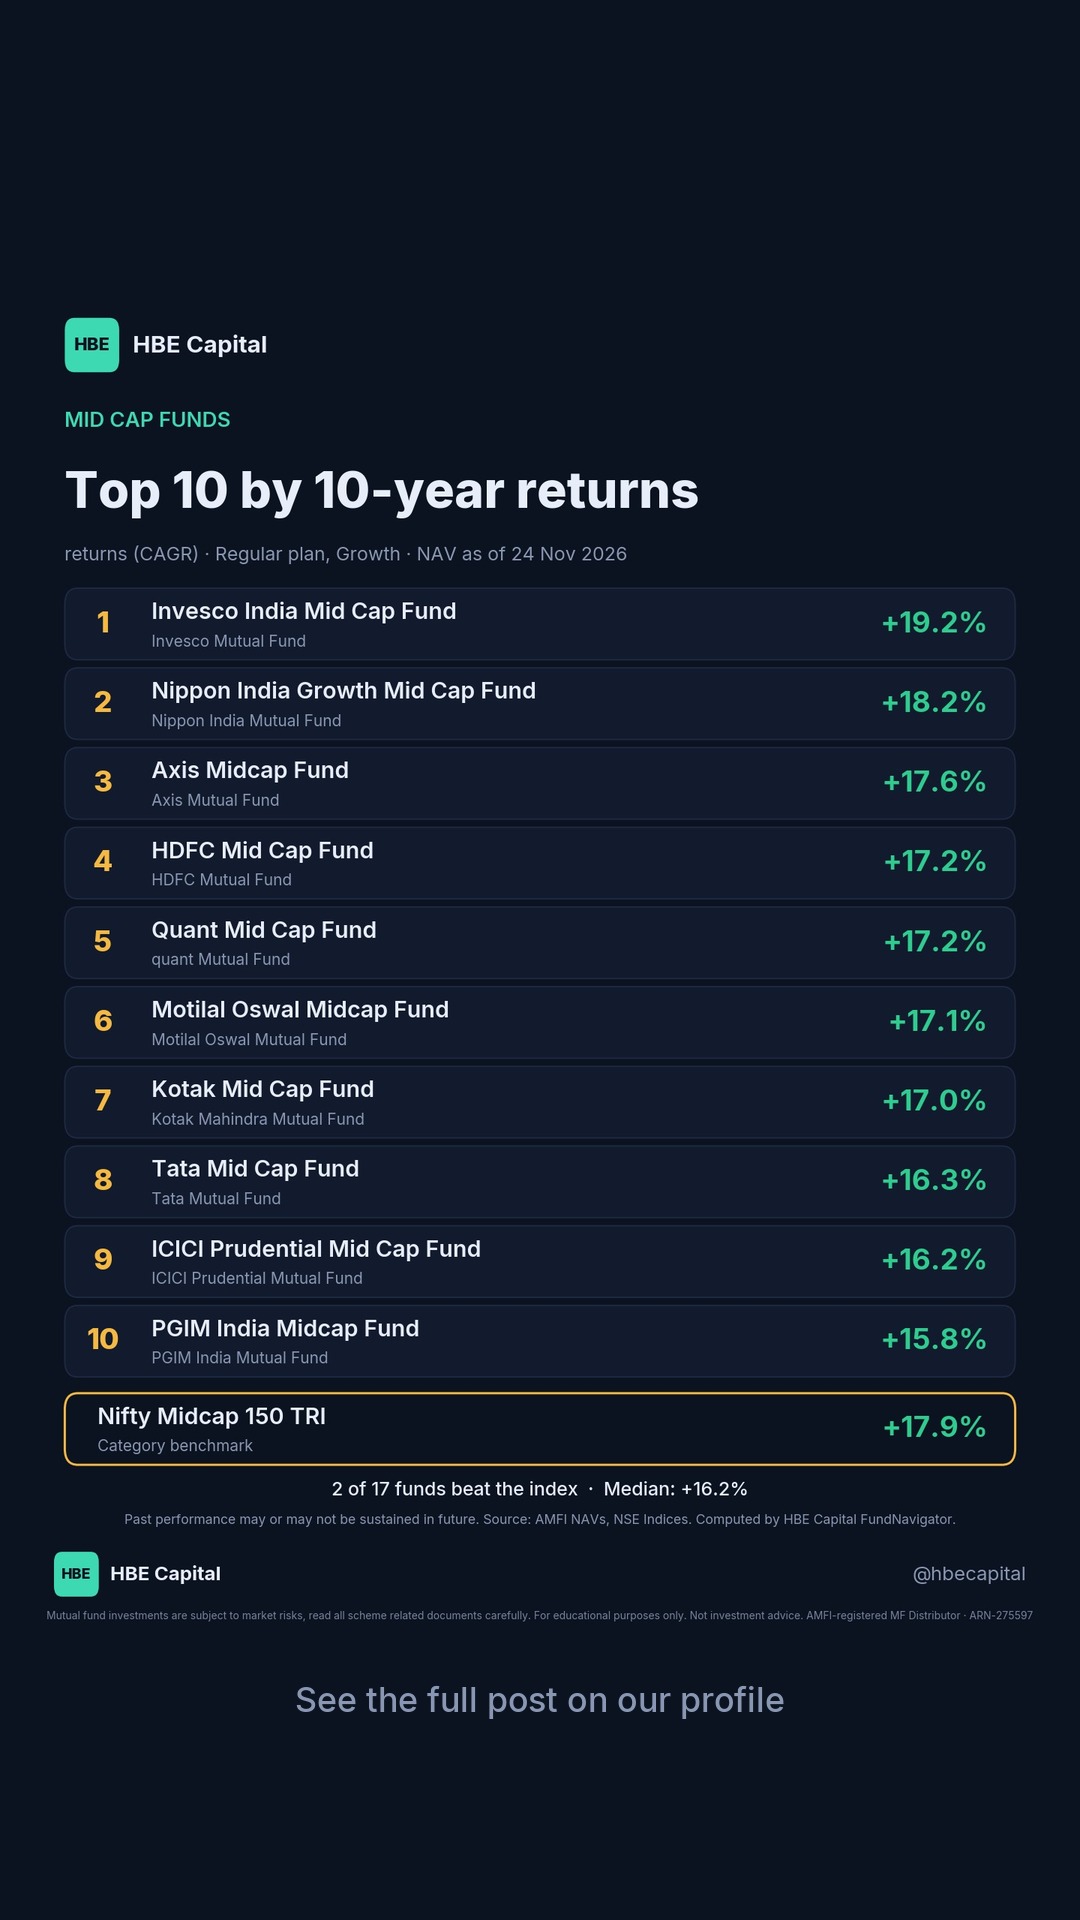 HBE HBE Capital
MID CAP FUNDS
Top 10 by 10-year returns
returns (CAGR) · Regular plan, Growth · NAV as of 24 Nov 2026
1 Invesco India Mid Cap Fund +19.2%
Invesco Mutual Fund
2 Nippon India Growth Mid Cap Fund +18.2%
Nippon India Mutual Fund
3 Axis Midcap Fund +17.6%
Axis Mutual Fund
4 HDFC Mid Cap Fund +17.2%
HDFC Mutual Fund
5 Quant Mid Cap Fund +17.2%
quant Mutual Fund
6 Motilal Oswal Midcap Fund +17.1%
Motilal Oswal Mutual Fund
7 Kotak Mid Cap Fund +17.0%
Kotak Mahindra Mutual Fund
8 Tata Mid Cap Fund +16.3%
Tata Mutual Fund
9 ICICI Prudential Mid Cap Fund +16.2%
ICICI Prudential Mutual Fund
10 PGIM India Midcap Fund +15.8%
PGIM India Mutual Fund
Nifty Midcap 150 TRI +17.9%
Category benchmark
2 of 17 funds beat the index · Median: +16.2%
Past performance may or may not be sustained in future. Source: AMFI NAVs, NSE Indices. Computed by HBE Capital FundNavigator.
HBE HBE Capital @hbecapital
Mutual fund investments are subject to market risks, read all scheme related documents carefully. For educational purposes only. Not investment advice. AMFI-registered MF Distributor · ARN-275597
See the full post on our profile